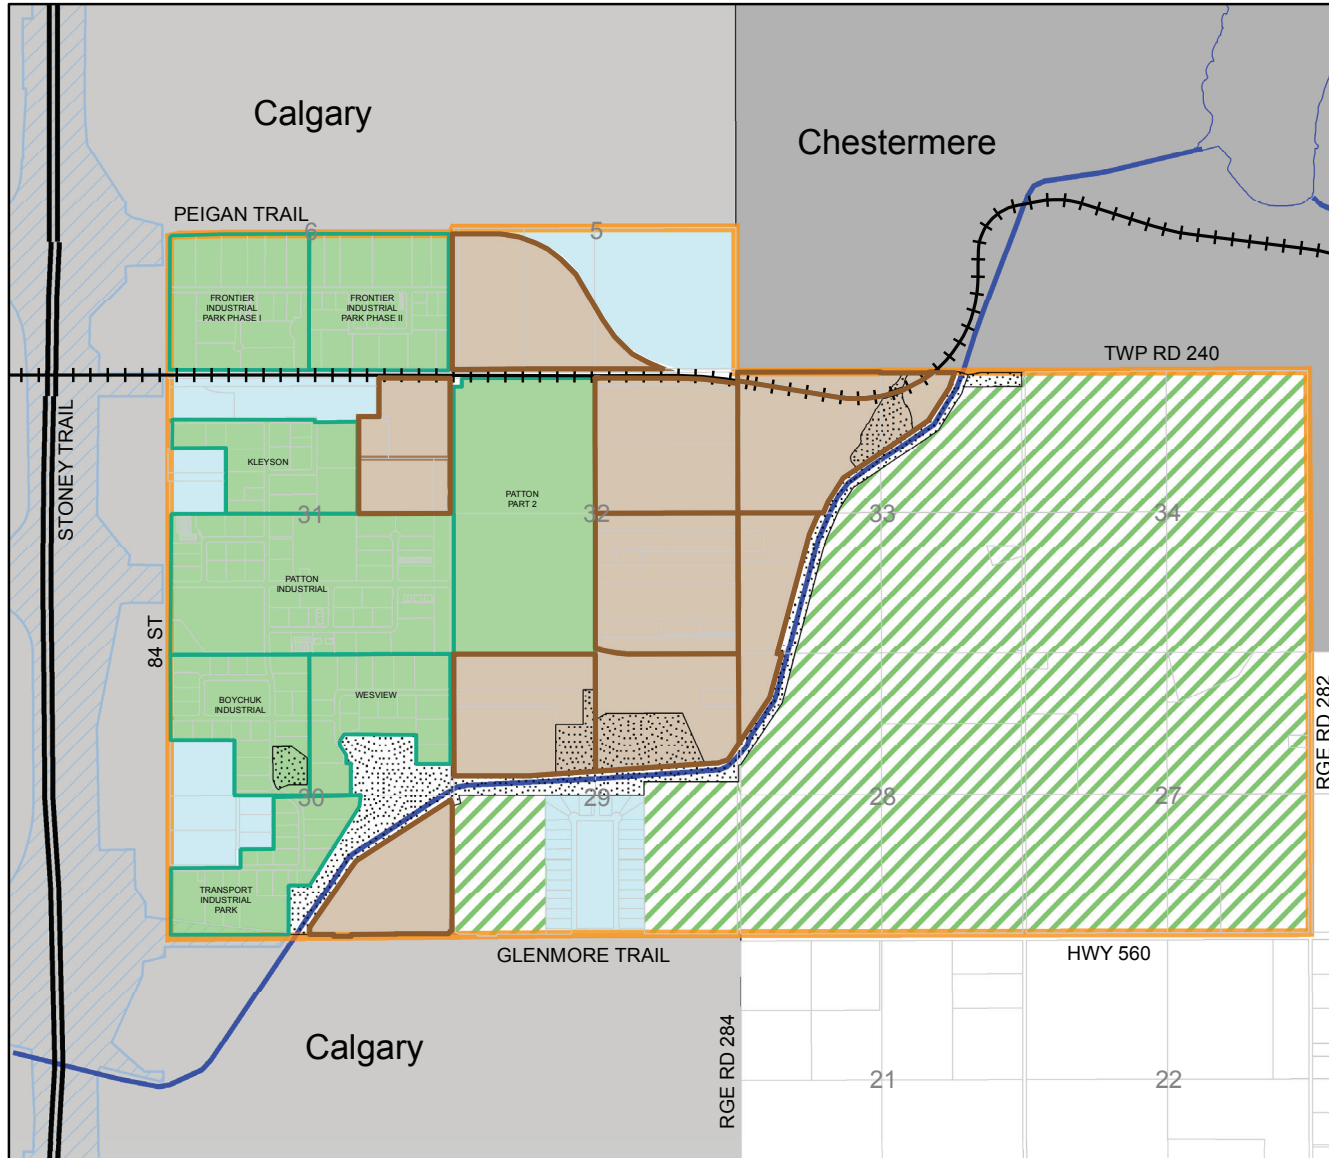 Calgary
Chestermere
PEIGAN TRAIL
6
5
FRONTIER
INDUSTRIAL
PARK PHASE I
FRONTIER
INDUSTRIAL
PARK PHASE II
TWP RD 240
STONEY TRAIL
KLEYSON
PATTON
PART 2
31
32
33
34
PATTON
INDUSTRIAL
84 ST
BOYCHUK
INDUSTRIAL
WESVIEW
RGE RD 282
30
29
28
27
TRANSPORT
INDUSTRIAL
PARK
GLENMORE TRAIL
HWY 560
Calgary
RGE RD 284
21
22